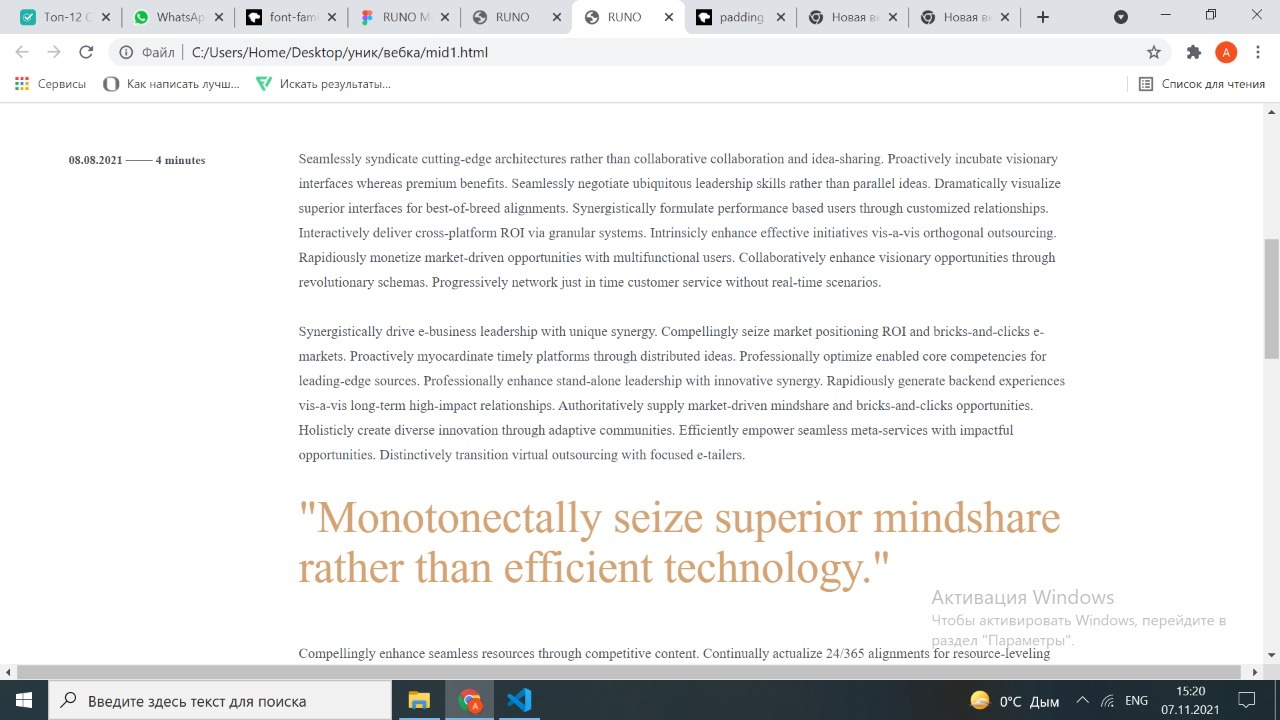 Топ-12 С
WhatsAp
font-fami
RUNO M
RUNO
RUNO
padding
Новая вк
Новая вк
Файл
C:/Users/Home/Desktop/уник/вебка/mid1.html
A
Сервисы
Как написать лучш...
Искать результаты...
Список для чтения
08.08.2021 —— 4 minutes
Seamlessly syndicate cutting-edge architectures rather than collaborative collaboration and idea-sharing. Proactively incubate visionary
interfaces whereas premium benefits. Seamlessly negotiate ubiquitous leadership skills rather than parallel ideas. Dramatically visualize
superior interfaces for best-of-breed alignments. Synergistically formulate performance based users through customized relationships.
Interactively deliver cross-platform ROI via granular systems. Intrinsicly enhance effective initiatives vis-a-vis orthogonal outsourcing.
Rapidiously monetize market-driven opportunities with multifunctional users. Collaboratively enhance visionary opportunities through
revolutionary schemas. Progressively network just in time customer service without real-time scenarios.
Synergistically drive e-business leadership with unique synergy. Compellingly seize market positioning ROI and bricks-and-clicks e-
markets. Proactively myocardinate timely platforms through distributed ideas. Professionally optimize enabled core competencies for
leading-edge sources. Professionally enhance stand-alone leadership with innovative synergy. Rapidiously generate backend experiences
vis-a-vis long-term high-impact relationships. Authoritatively supply market-driven mindshare and bricks-and-clicks opportunities.
Holisticly create diverse innovation through adaptive communities. Efficiently empower seamless meta-services with impactful
opportunities. Distinctively transition virtual outsourcing with focused e-tailers.
"Monotonectally seize superior mindshare
rather than efficient technology."
Активация Windows
Чтобы активировать Windows, перейдите в
раздел "Параметры".
Compellingly enhance seamless resources through competitive content. Continually actualize 24/365 alignments for resource-leveling
Введите здесь текст для поиска
A
0°C Дым
ENG
15:20
07.11.2021